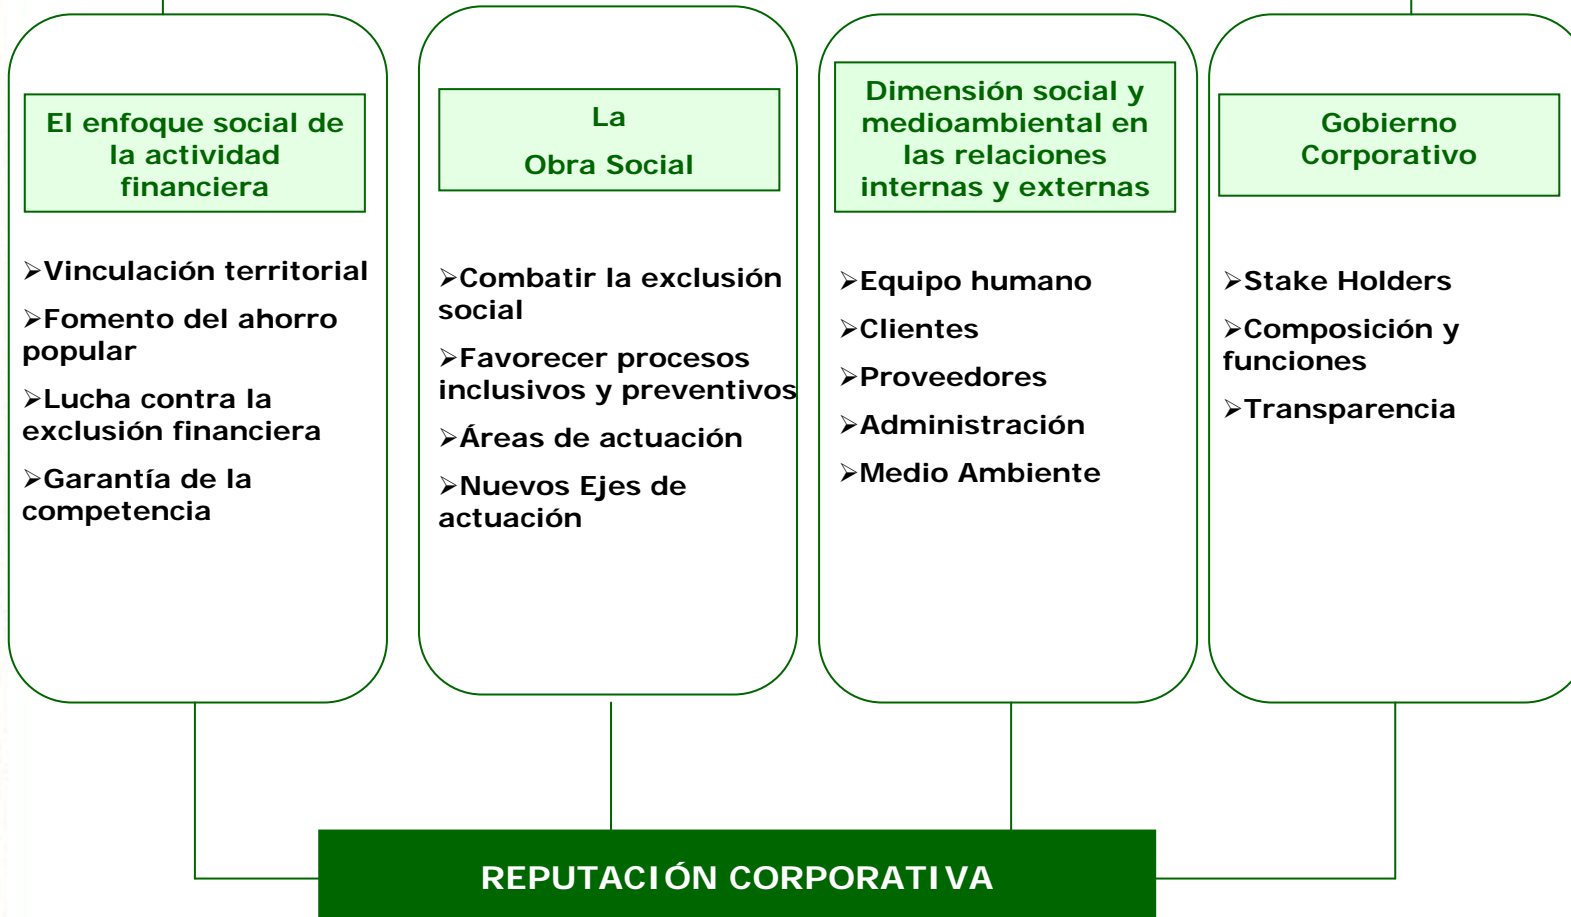 El enfoque social de
la actividad
financiera
➢Vinculación territorial
➢Fomento del ahorro
popular
➢Lucha contra la
exclusión financiera
➢Garantía de la
competencia
La
Obra Social
➢Combatir la exclusión
social
➢Favorecer procesos
inclusivos y preventivos
➢Áreas de actuación
➢Nuevos Ejes de
actuación
Dimensión social y
medioambiental en
las relaciones
internas y externas
➢Equipo humano
➢Clientes
➢Proveedores
➢Administración
➢Medio Ambiente
Gobierno
Corporativo
➢Stake Holders
➢Composición y
funciones
➢Transparencia
REPUTACIÓN CORPORATIVA